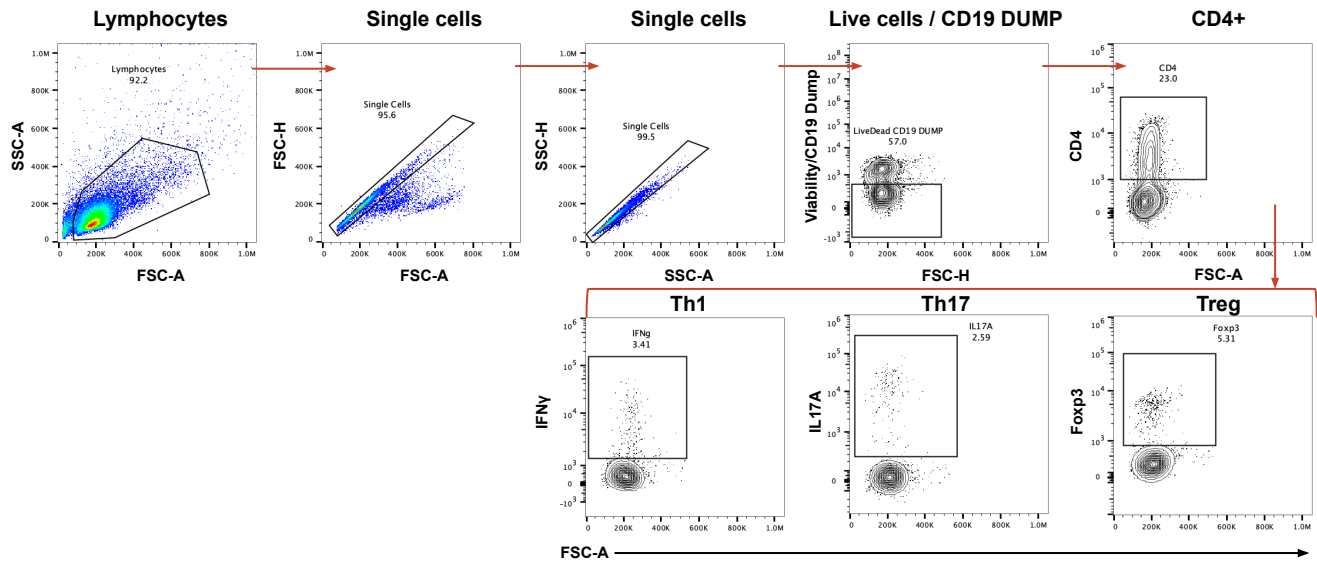 Lymphocytes
Single cells
Single cells
Live cells / CD19 DUMP
CD4+
1.0M
800K
600K
400K
200K
0
SSC-A
Lymphocytes
92.2
0
200K
400K
600K
800K
1.0M
FSC-A
1.0M
800K
600K
400K
200K
0
FSC-H
Single Cells
95.6
0
200K
400K
600K
800K
1.0M
FSC-A
1.0M
800K
600K
400K
200K
0
SSC-H
Single Cells
99.5
0
200K
400K
600K
800K
1.0M
SSC-A
10^8
10^7
10^6
10^5
10^4
10^3
0
-10^3
Viability/CD19 Dump
LiveDead CD19 DUMP
57.0
0
200K
400K
600K
800K
1.0M
FSC-H
10^6
10^5
10^4
10^3
0
CD4
CD4
23.0
0
200K
400K
600K
800K
1.0M
FSC-A
Th1
Th17
Treg
10^6
10^5
10^4
10^3
0
-10^3
IFNγ
IFNg
3.41
0
200K
400K
600K
800K
1.0M
10^6
10^5
10^4
10^3
0
IL17A
IL17A
2.59
0
200K
400K
600K
800K
1.0M
10^6
10^5
10^4
10^3
0
Foxp3
Foxp3
5.31
0
200K
400K
600K
800K
1.0M
FSC-A